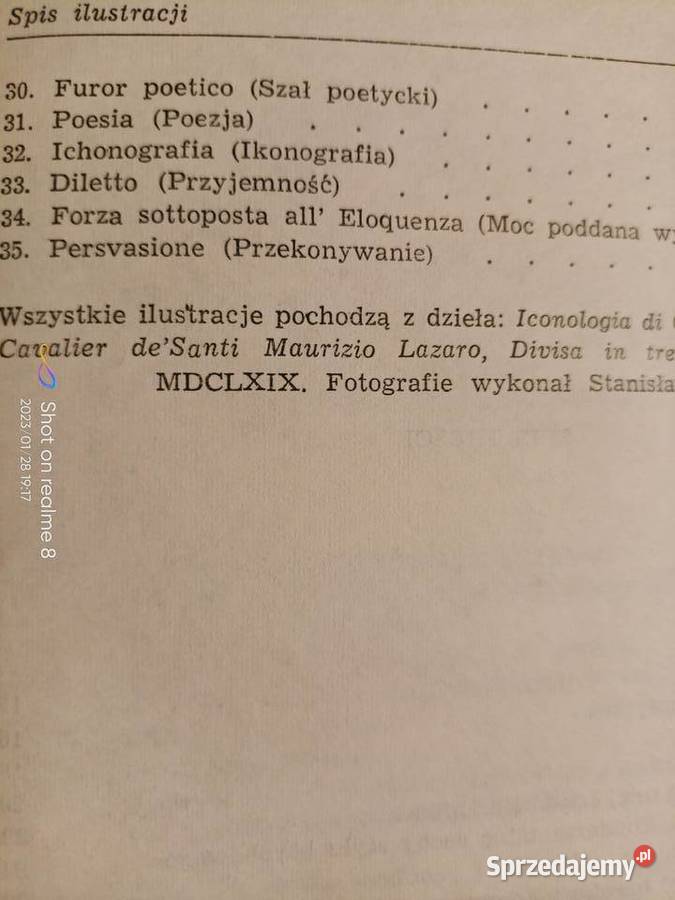 Spis ilustracji
30. Furor poetico (Szał poetycki) . . . . .
31. Poesia (Poezja) . . . . . . . .
32. Ichonografia (Ikonografia) . . . . .
33. Diletto (Przyjemność) . . . . . .
34. Forza sottoposta all' Eloquenza (Moc poddana
35. Persvasione (Przekonywanie) . . . . .
Wszystkie ilustracje pochodzą z dzieła: Iconologia di
Cavalier de'Santi Maurizio Lazaro, Divisa in tre
MDCLXIX. Fotografie wykonał Stanisła
Shot on realme 8
2023/01/28 19:17
Sprzedajemy.pl